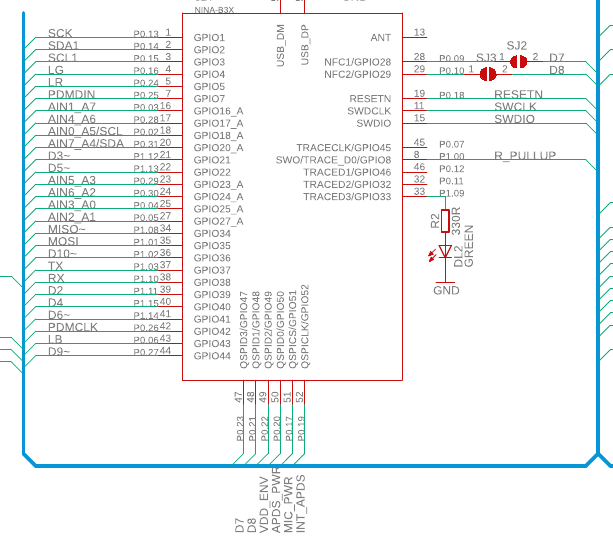 NINA-B3X
SCK P0.13 1 GPIO1
SDA1 P0.14 2 GPIO2
SCL1 P0.15 3 GPIO3
LG P0.16 4 GPIO4
LR P0.24 5 GPIO5
PDMDIN P0.25 7 GPIO7
AIN1_A7 P0.03 16 GPIO16_A
AIN4_A6 P0.28 17 GPIO17_A
AIN0_A5/SCL P0.02 18 GPIO18_A
AIN7_A4/SDA P0.31 20 GPIO20_A
D3~ P1.12 21 GPIO21
D5~ P1.13 22 GPIO22
AIN5_A3 P0.29 23 GPIO23_A
AIN6_A2 P0.30 24 GPIO24_A
AIN3_A0 P0.04 25 GPIO25_A
AIN2_A1 P0.05 27 GPIO27_A
MISO~ P1.08 34 GPIO34
MOSI P1.01 35 GPIO35
D10~ P1.02 36 GPIO36
TX P1.03 37 GPIO37
RX P1.10 38 GPIO38
D2 P1.11 39 GPIO39
D4 P1.15 40 GPIO40
D6~ P1.14 41 GPIO41
PDMCLK P0.26 42 GPIO42
LB P0.06 43 GPIO43
D9~ P0.27 44 GPIO44
USB_DM
USB_DP
ANT 13
SJ2
NFC1/GPIO28 28 P0.09 1 2 D7
SJ3
NFC2/GPIO29 29 P0.10 1 2 D8
RESETN 19 P0.18 RESETN
SWDCLK 11 SWCLK
SWDIO 15 SWDIO
TRACECLK/GPIO45 45 P0.07
SWO/TRACE_D0/GPIO8 8 P1.00 R_PULLUP
TRACED1/GPIO46 46 P0.12
TRACED2/GPIO32 32 P0.11
TRACED3/GPIO33 33 P1.09
R2
330R
DL2
GREEN
GND
QSPID3/GPIO47 47 P0.23 D7
QSPID1/GPIO48 48 P0.21 D8
QSPID2/GPIO49 49 P0.22 VDD_ENV
QSPID0/GPIO50 50 P0.20 APDS_PWR
QSPICS/GPIO51 51 P0.17 MIC_PWR
QSPICLK/GPIO52 52 P0.19 INT_APDS